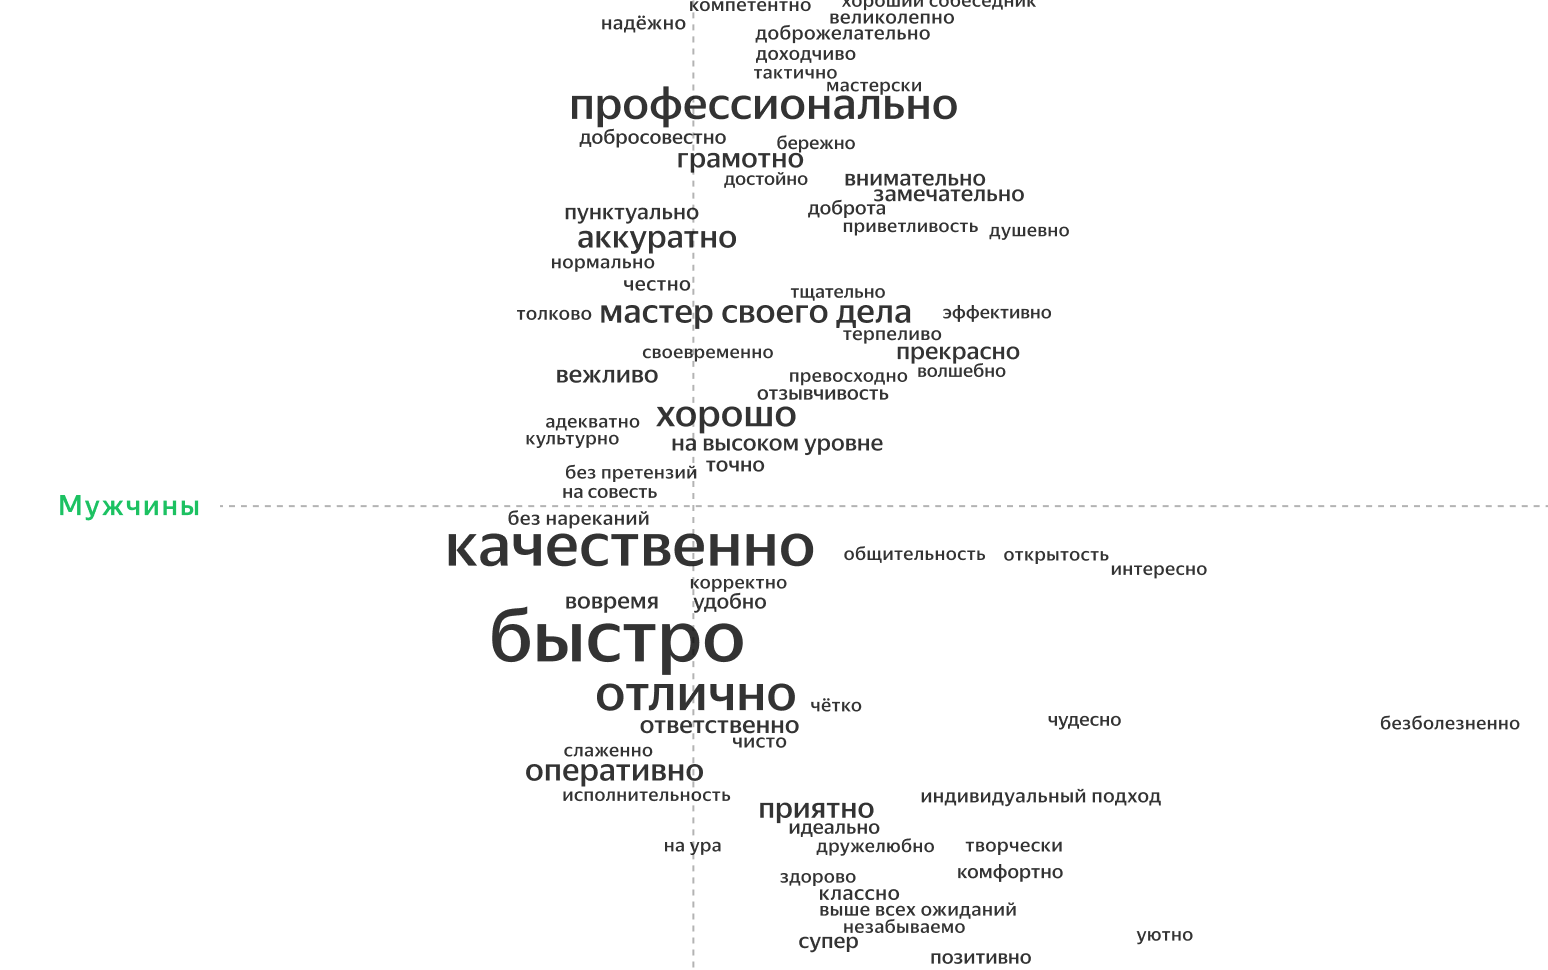 компетентно
хороший собеседник
великолепно
надёжно
доброжелательно
доходчиво
тактично
мастерски
профессионально
добросовестно
бережно
грамотно
достойно
внимательно
замечательно
доброта
пунктуально
приветливость
душевно
аккуратно
нормально
честно
тщательно
толково
мастер своего дела
эффективно
терпеливо
своевременно
прекрасно
волшебно
вежливо
превосходно
отзывчивость
хорошо
адекватно
культурно
на высоком уровне
точно
без претензий
на совесть
Мужчины
без нареканий
качественно
общительность
открытость
интересно
корректно
вовремя
удобно
быстро
отлично
чётко
чудесно
безболезненно
ответственно
чисто
слаженно
оперативно
исполнительность
индивидуальный подход
приятно
идеально
на ура
дружелюбно
творчески
комфортно
здорово
классно
выше всех ожиданий
незабываемо
уютно
супер
позитивно